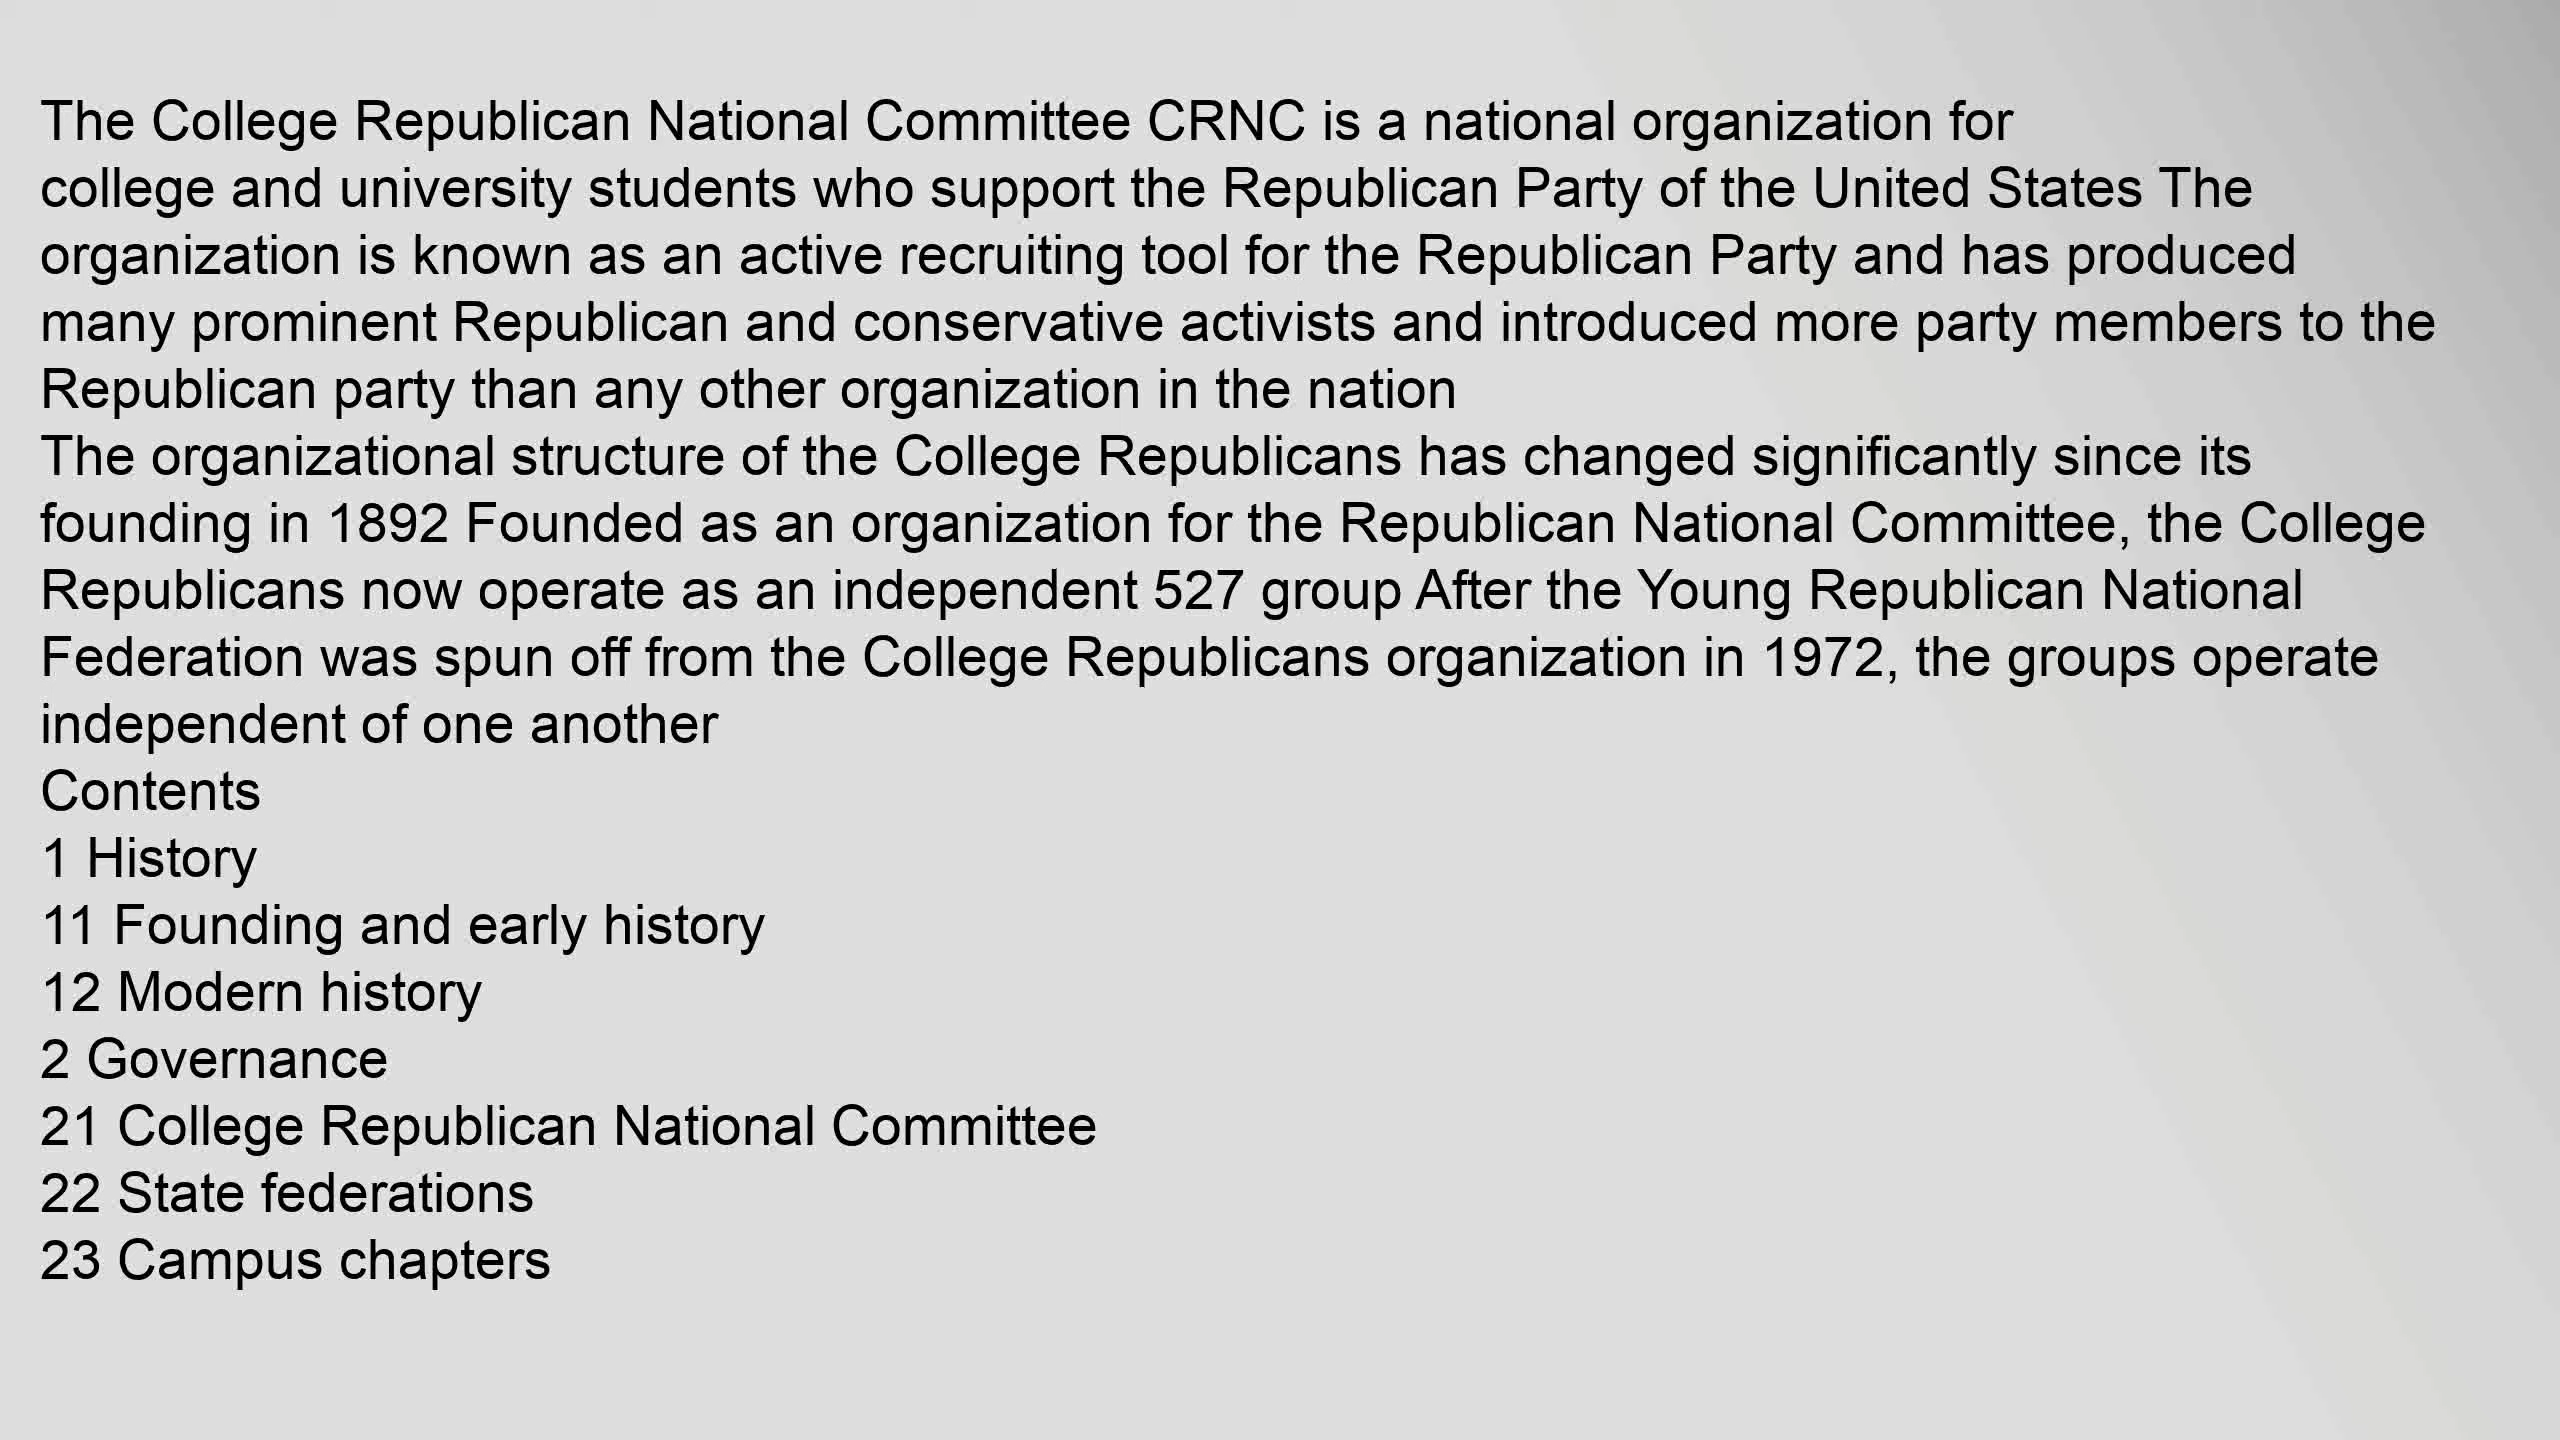 The College Republican National Committee CRNC is a national organization for
college and university students who support the Republican Party of the United States The
organization is known as an active recruiting tool for the Republican Party and has produced
many prominent Republican and conservative activists and introduced more party members to the
Republican party than any other organization in the nation
The organizational structure of the College Republicans has changed significantly since its
founding in 1892 Founded as an organization for the Republican National Committee, the College
Republicans now operate as an independent 527 group After the Young Republican National
Federation was spun off from the College Republicans organization in 1972, the groups operate
independent of one another
Contents
1 History
11 Founding and early history
12 Modern history
2 Governance
21 College Republican National Committee
22 State federations
23 Campus chapters